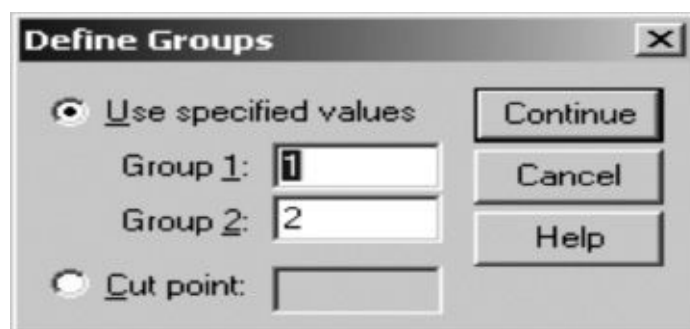 Define Groups
Use specified values
Group 1: 1
Group 2: 2
Cut point:
Continue
Cancel
Help